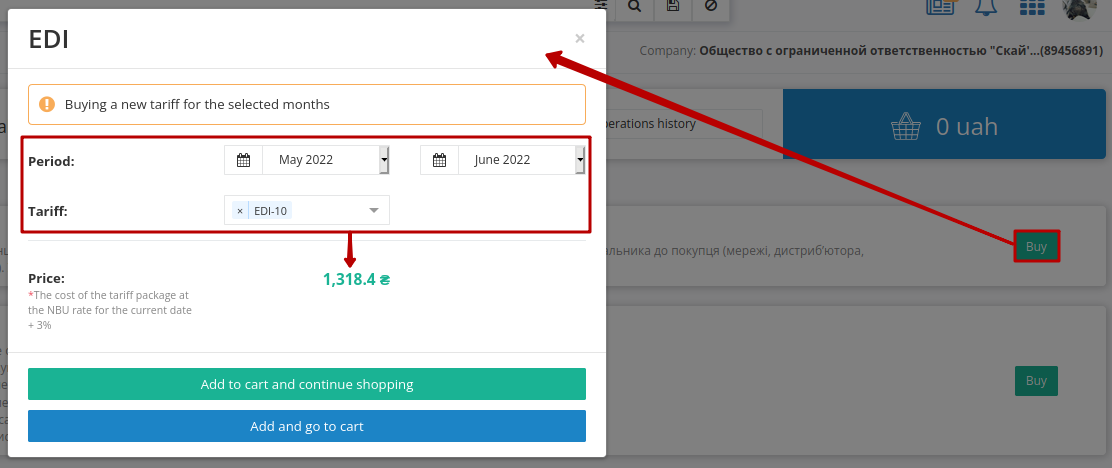 EDI
×
Company: Общество с ограниченной ответственностью "Скай'...(89456891)
Buying a new tariff for the selected months
perations history
0 uah
Period:
May 2022
June 2022
Tariff:
× EDI-10
альника до покупця (мережі, дистриб’ютора,
Buy
Price:
1,318.4 ₴
*The cost of the tariff package at
the NBU rate for the current date
+ 3%
Buy
Add to cart and continue shopping
Add and go to cart